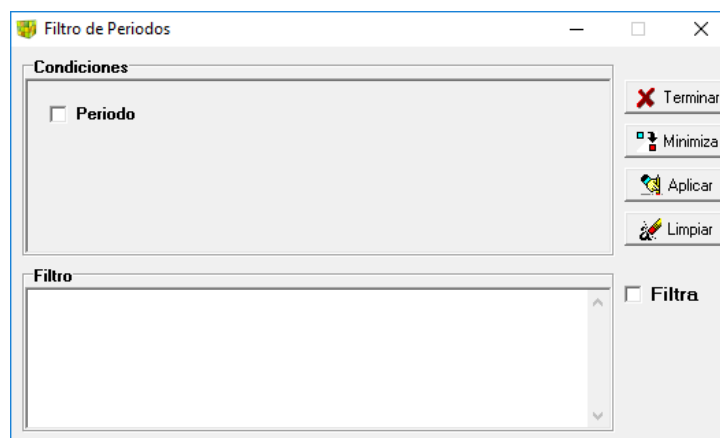 Filtro de Periodos
Condiciones
Periodo
Terminar
Minimiza
Aplicar
Limpiar
Filtro
Filtra